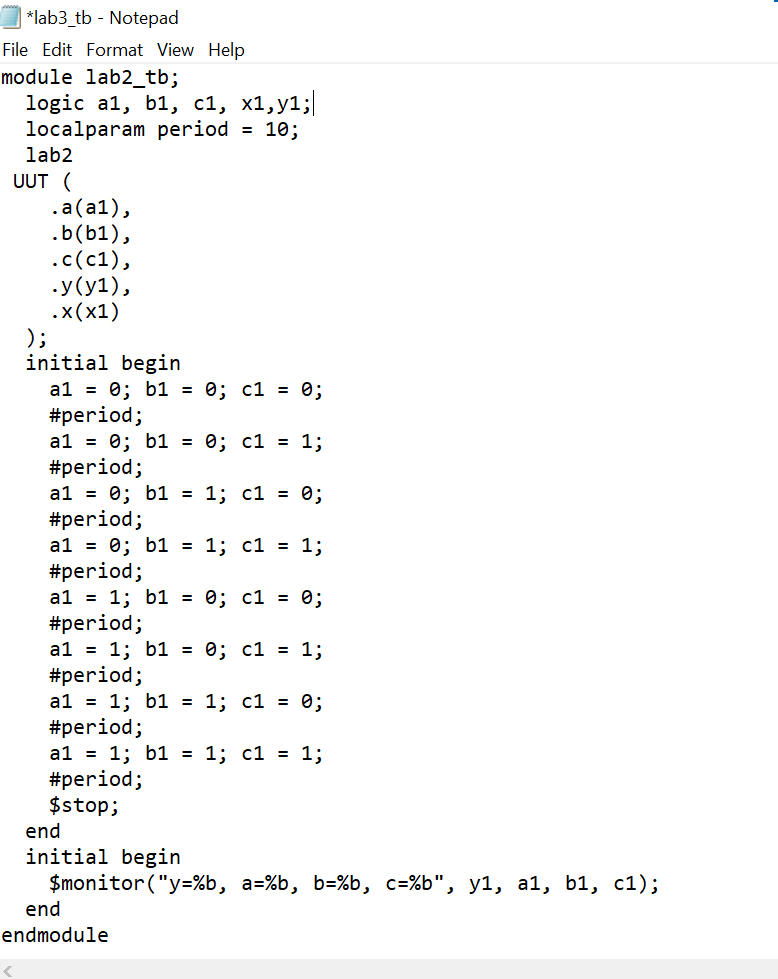 *lab3_tb - Notepad
File Edit Format View Help
module lab2_tb;
  logic a1, b1, c1, x1,y1;
  localparam period = 10;
  lab2
 UUT (
    .a(a1),
    .b(b1),
    .c(c1),
    .y(y1),
    .x(x1)
  );
  initial begin
    a1 = 0; b1 = 0; c1 = 0;
    #period;
    a1 = 0; b1 = 0; c1 = 1;
    #period;
    a1 = 0; b1 = 1; c1 = 0;
    #period;
    a1 = 0; b1 = 1; c1 = 1;
    #period;
    a1 = 1; b1 = 0; c1 = 0;
    #period;
    a1 = 1; b1 = 0; c1 = 1;
    #period;
    a1 = 1; b1 = 1; c1 = 0;
    #period;
    a1 = 1; b1 = 1; c1 = 1;
    #period;
    $stop;
  end
  initial begin
    $monitor("y=%b, a=%b, b=%b, c=%b", y1, a1, b1, c1);
  end
endmodule